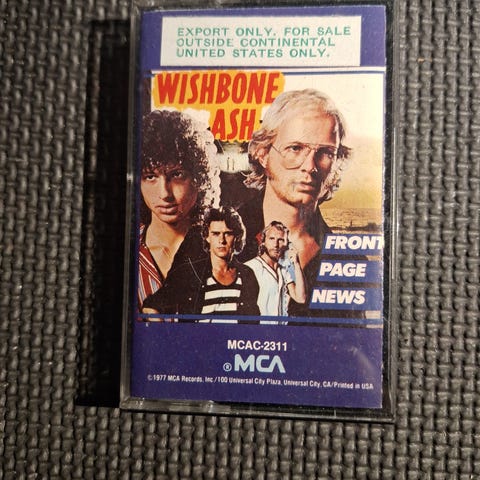 EXPORT ONLY. FOR SALE
OUTSIDE CONTINENTAL
UNITED STATES ONLY.
WISHBONE
ASH
FRONT
PAGE
NEWS
MCAC-2311
® MCA
©1977 MCA Records, Inc /100 Universal City Plaza, Universal City, CA/Printed in USA